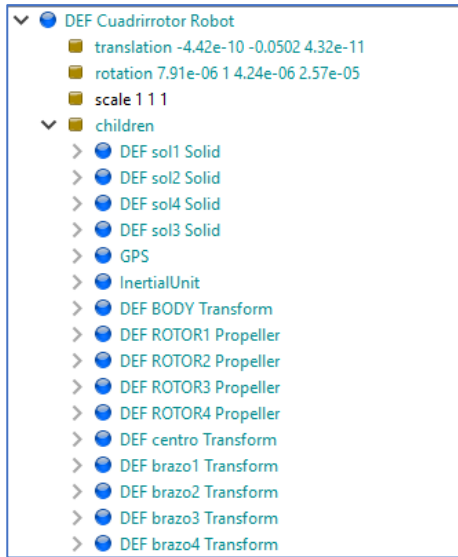 DEF Cuadrirrotor Robot
translation -4.42e-10 -0.0502 4.32e-11
rotation 7.91e-06 1 4.24e-06 2.57e-05
scale 1 1 1
children
DEF sol1 Solid
DEF sol2 Solid
DEF sol4 Solid
DEF sol3 Solid
GPS
InertialUnit
DEF BODY Transform
DEF ROTOR1 Propeller
DEF ROTOR2 Propeller
DEF ROTOR3 Propeller
DEF ROTOR4 Propeller
DEF centro Transform
DEF brazo1 Transform
DEF brazo2 Transform
DEF brazo3 Transform
DEF brazo4 Transform